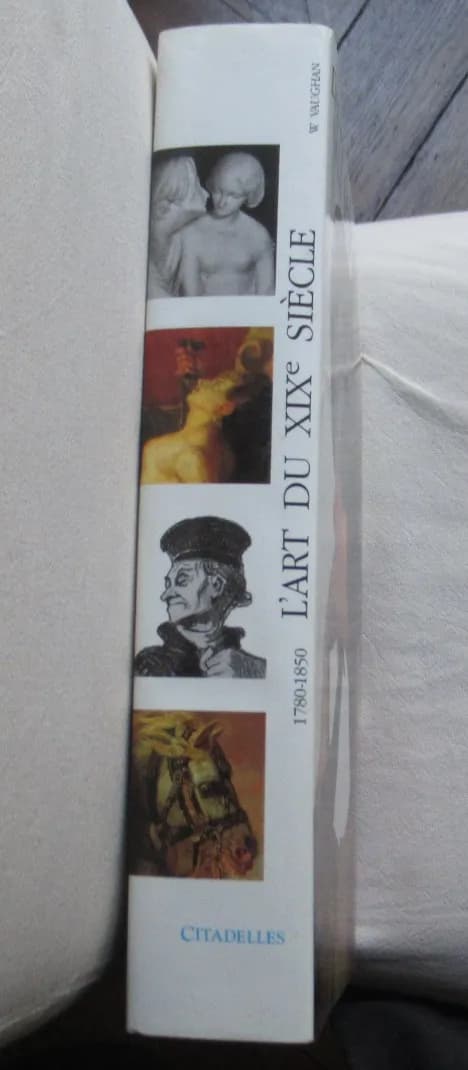 W VAUGHAN
1780-1850 L'ART DU XIXe SIÈCLE
CITADELLES